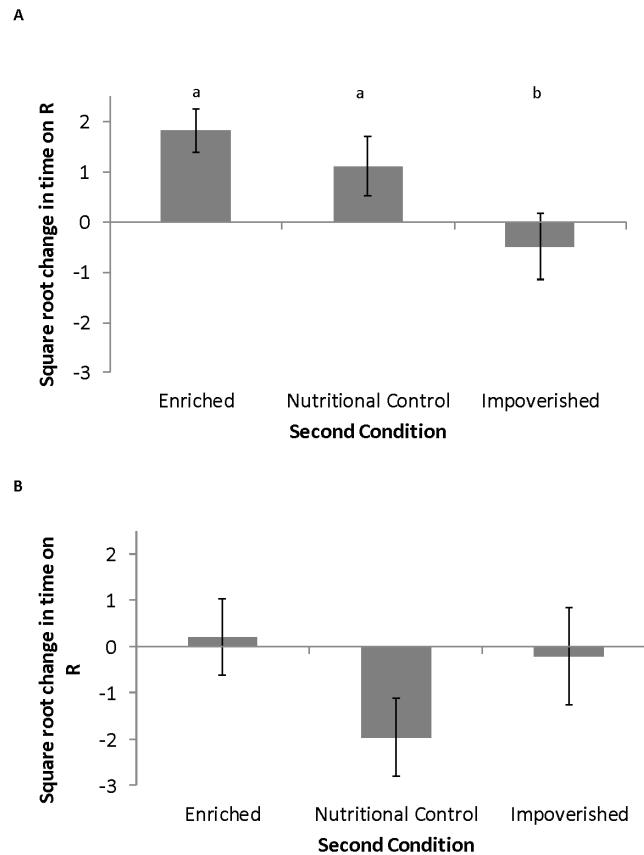 A
Square root change in time on R
a a b
2
1
0
-1
-2
-3
Enriched Nutritional Control Impoverished
Second Condition
B
Square root change in time on
R
2
1
0
-1
-2
-3
Enriched Nutritional Control Impoverished
Second Condition